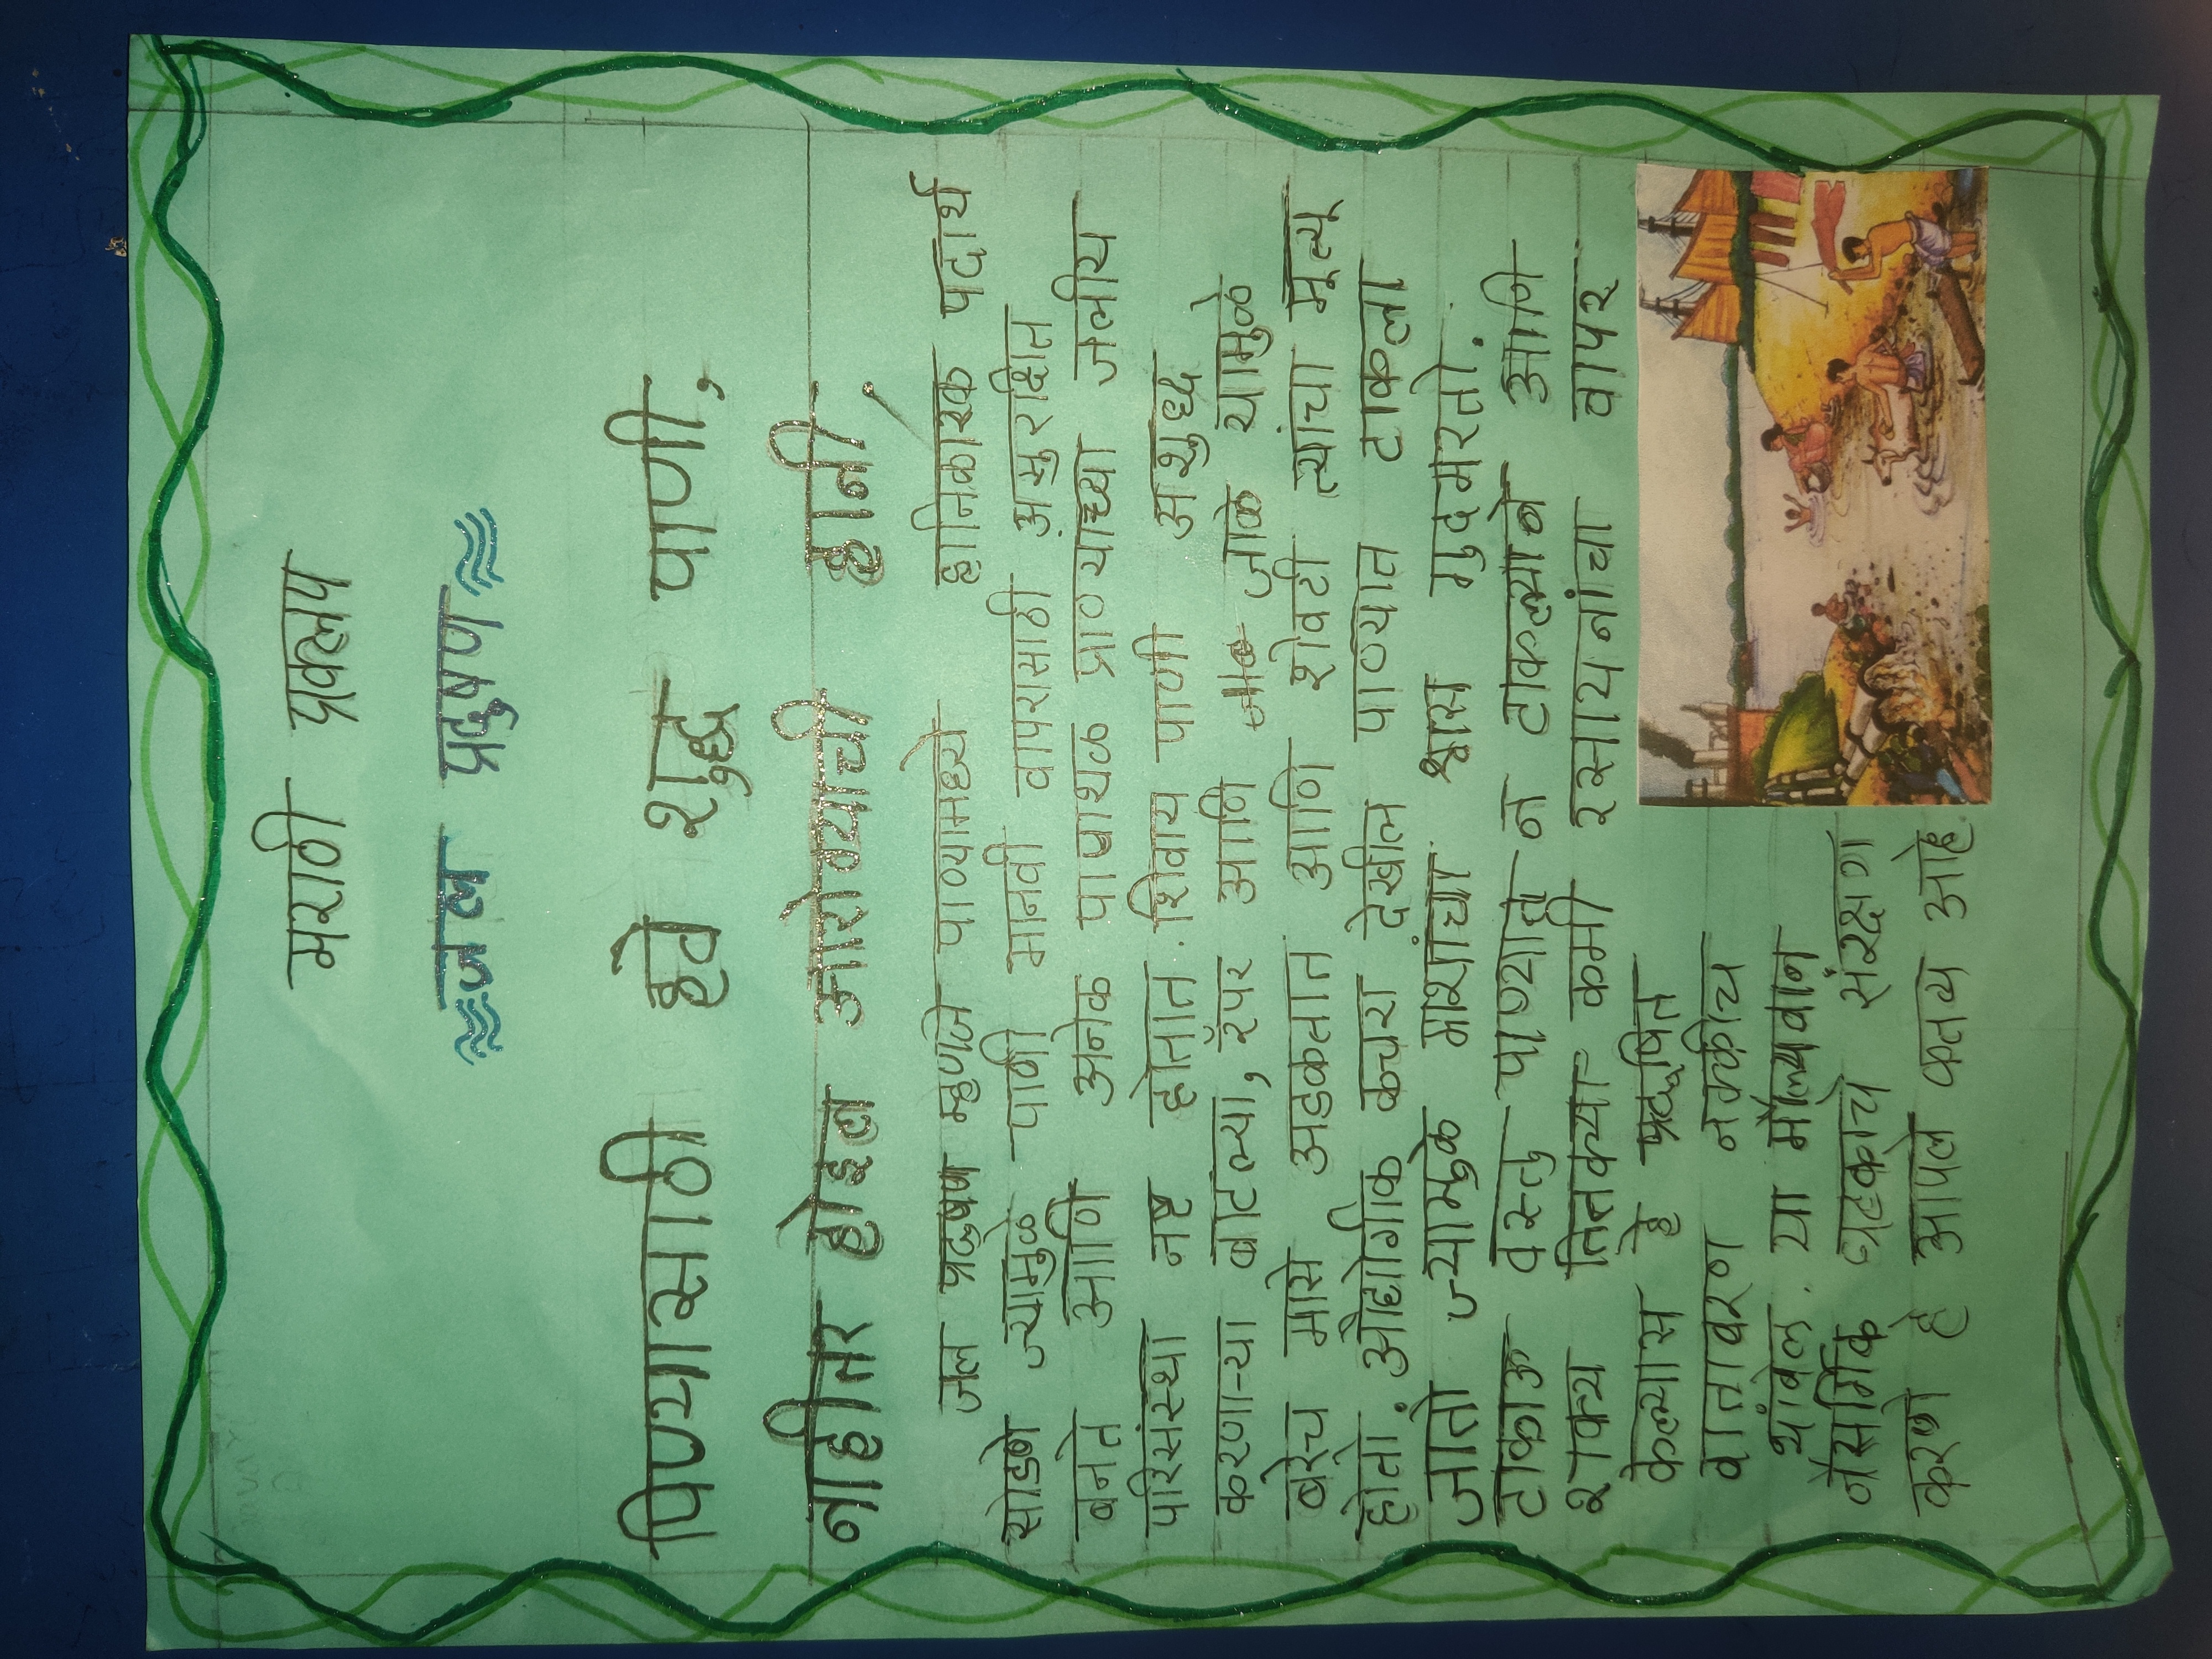 मराठी प्रकल्प
जल प्रदुषण
पिण्यासाठी हवे शुद्ध पाणी,
नाहीतर होइल आरोग्याची हानी.
जल प्रदुषण म्हणजे पाण्यामध्ये हानिकारक पदार्थ
सोडणे ज्यामुळे पाणी मानवी वापरासाठी असुरक्षित
बनते आणि अनेक पाणथळ प्राण्यांच्या जलीय
परिसंस्था नष्ट होतात. शिवाय पाणी अशुद्ध
करणाऱ्या बाटल्या, रॅपर आणि जाळे यामुळे
बरेच मासे अडकतात आणि शेवटी त्यांचा मूत्यू
होतो. औद्योगीक कचरा देखील पाण्यात टाकला
जातो ज्यामुळे माशांचा श्वास गुदमरतो.
टाकाऊ वस्तु पाण्यात न टाकल्याने आणि
शक्य तितक्या कमी रसायनांचा वापर
केल्यास हे प्रदूषित
वातावरण नक्कीच
थांबेल. या मौल्यवान
नैसर्गिक घटकाचे संरक्षण
करणे हे आपले कतव्य आहे.